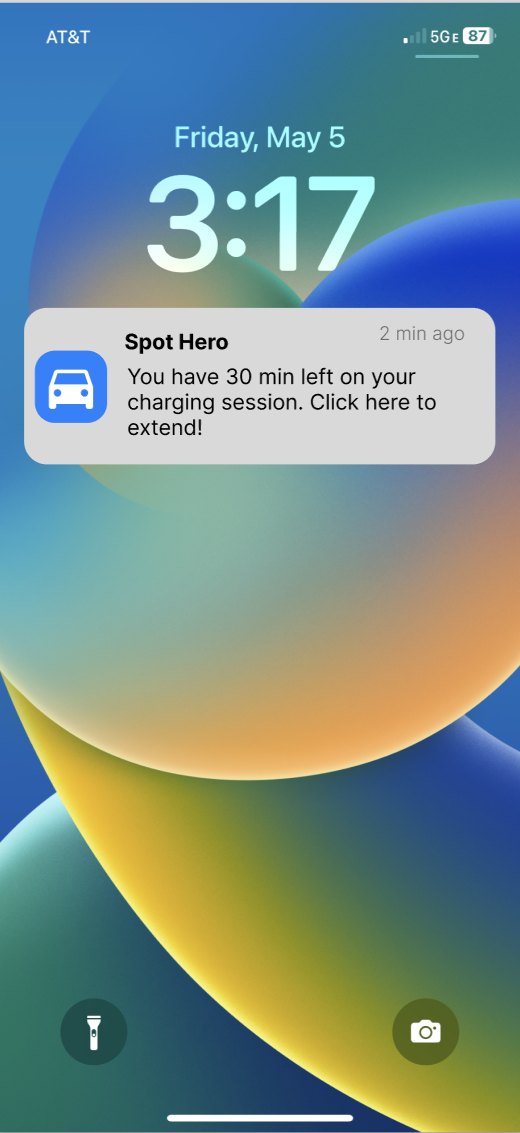 AT&T
5GE 87
Friday, May 5
3:17
Spot Hero
2 min ago
You have 30 min left on your
charging session. Click here to
extend!